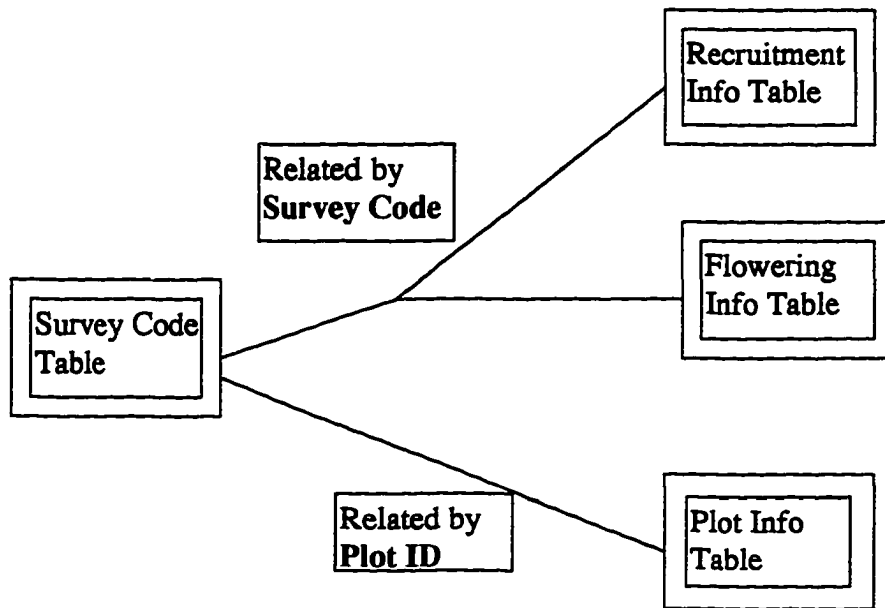 Recruitment
Info Table
Related by
Survey Code
Flowering
Info Table
Survey Code
Table
Related by
Plot ID
Plot Info
Table